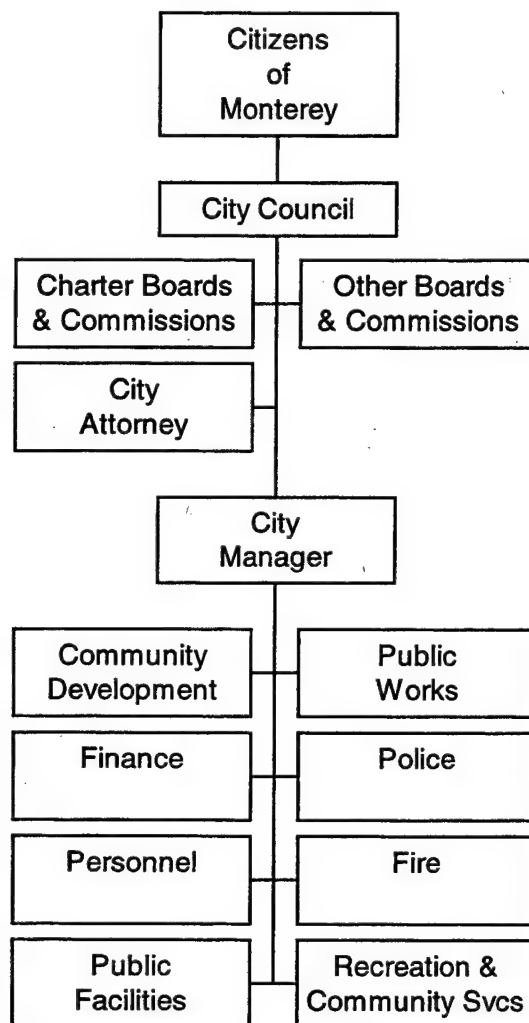 Citizens
of
Monterey
City Council
Charter Boards
& Commissions
Other Boards
& Commissions
City
Attorney
City
Manager
Community
Development
Public
Works
Finance
Police
Personnel
Fire
Public
Facilities
Recreation &
Community Svcs